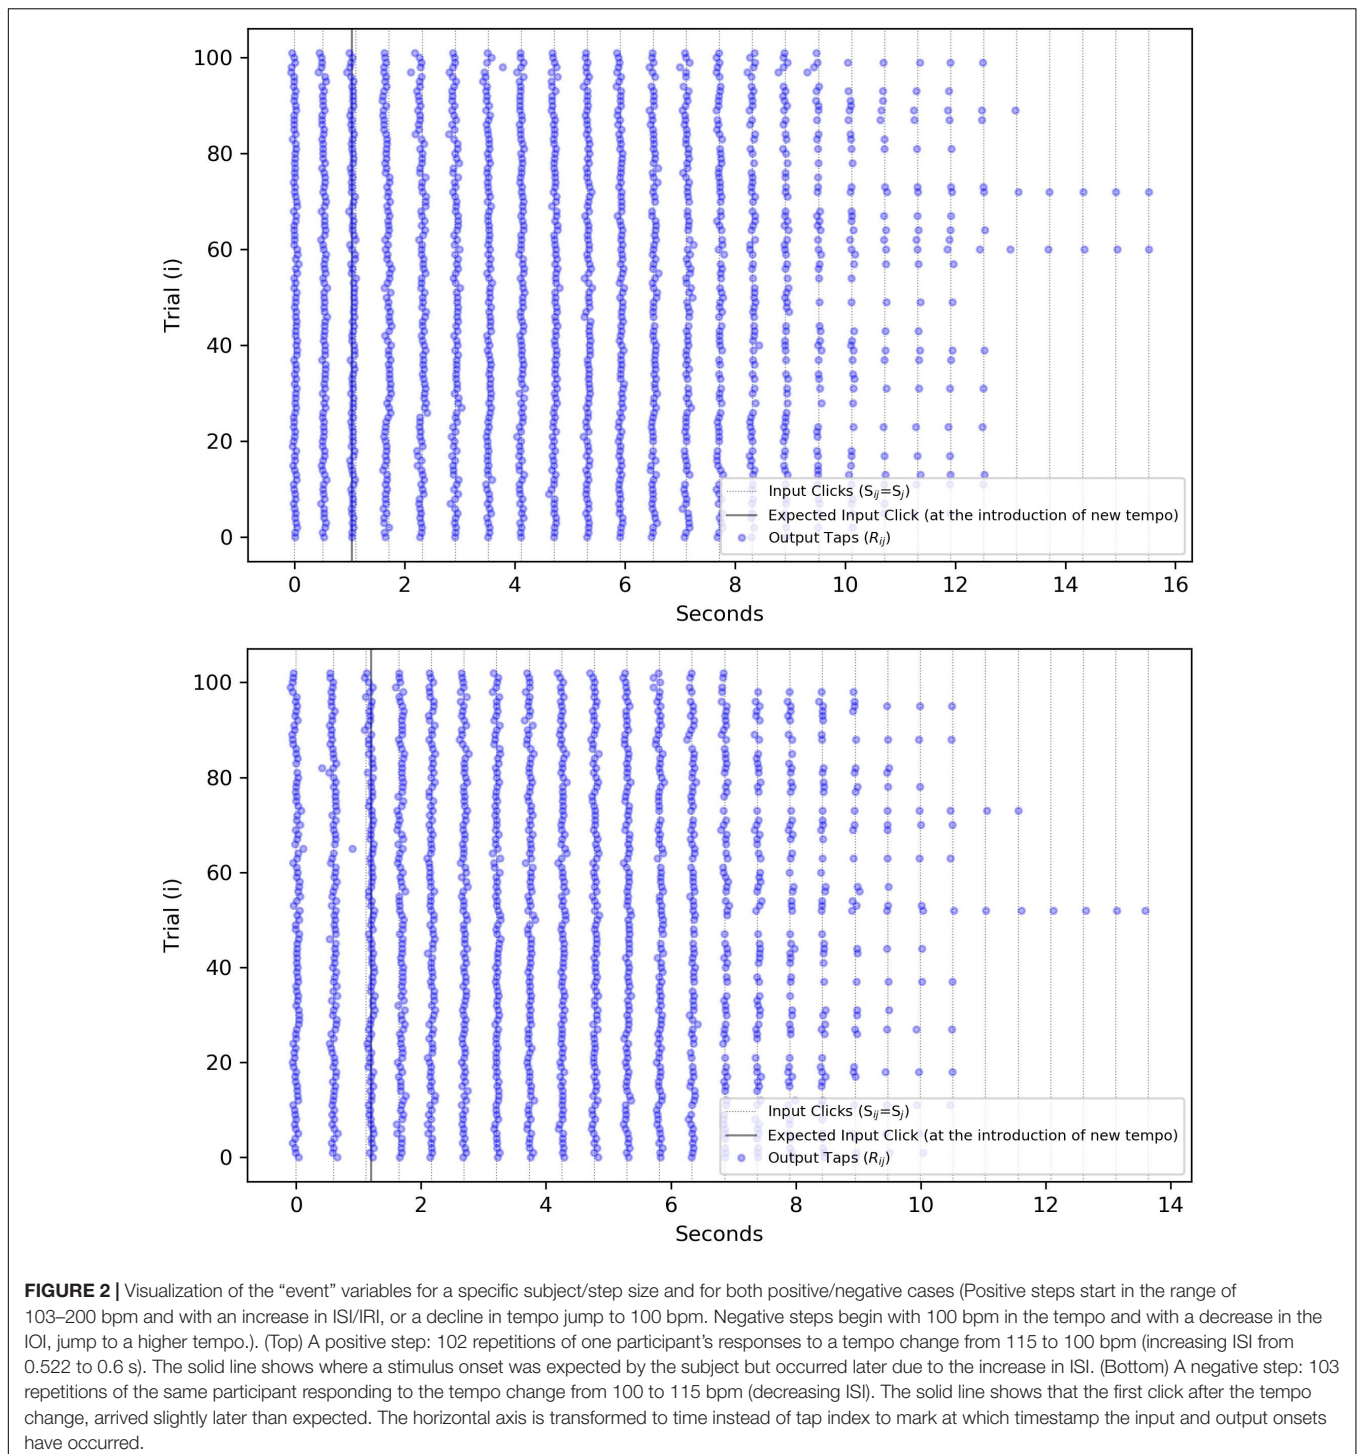 100
80
60
40
20
0
Trial (i)
Input Clicks (Sij=Sj)
Expected Input Click (at the introduction of new tempo)
Output Taps (Rij)
0 2 4 6 8 10 12 14 16
Seconds
100
80
60
40
20
0
Trial (i)
Input Clicks (Sij=Sj)
Expected Input Click (at the introduction of new tempo)
Output Taps (Rij)
0 2 4 6 8 10 12 14
Seconds
FIGURE 2 | Visualization of the “event” variables for a specific subject/step size and for both positive/negative cases (Positive steps start in the range of
103–200 bpm and with an increase in ISI/IRI, or a decline in tempo jump to 100 bpm. Negative steps begin with 100 bpm in the tempo and with a decrease in the
IOI, jump to a higher tempo.). (Top) A positive step: 102 repetitions of one participant’s responses to a tempo change from 115 to 100 bpm (increasing ISI from
0.522 to 0.6 s). The solid line shows where a stimulus onset was expected by the subject but occurred later due to the increase in ISI. (Bottom) A negative step: 103
repetitions of the same participant responding to the tempo change from 100 to 115 bpm (decreasing ISI). The solid line shows that the first click after the tempo
change, arrived slightly later than expected. The horizontal axis is transformed to time instead of tap index to mark at which timestamp the input and output onsets
have occurred.